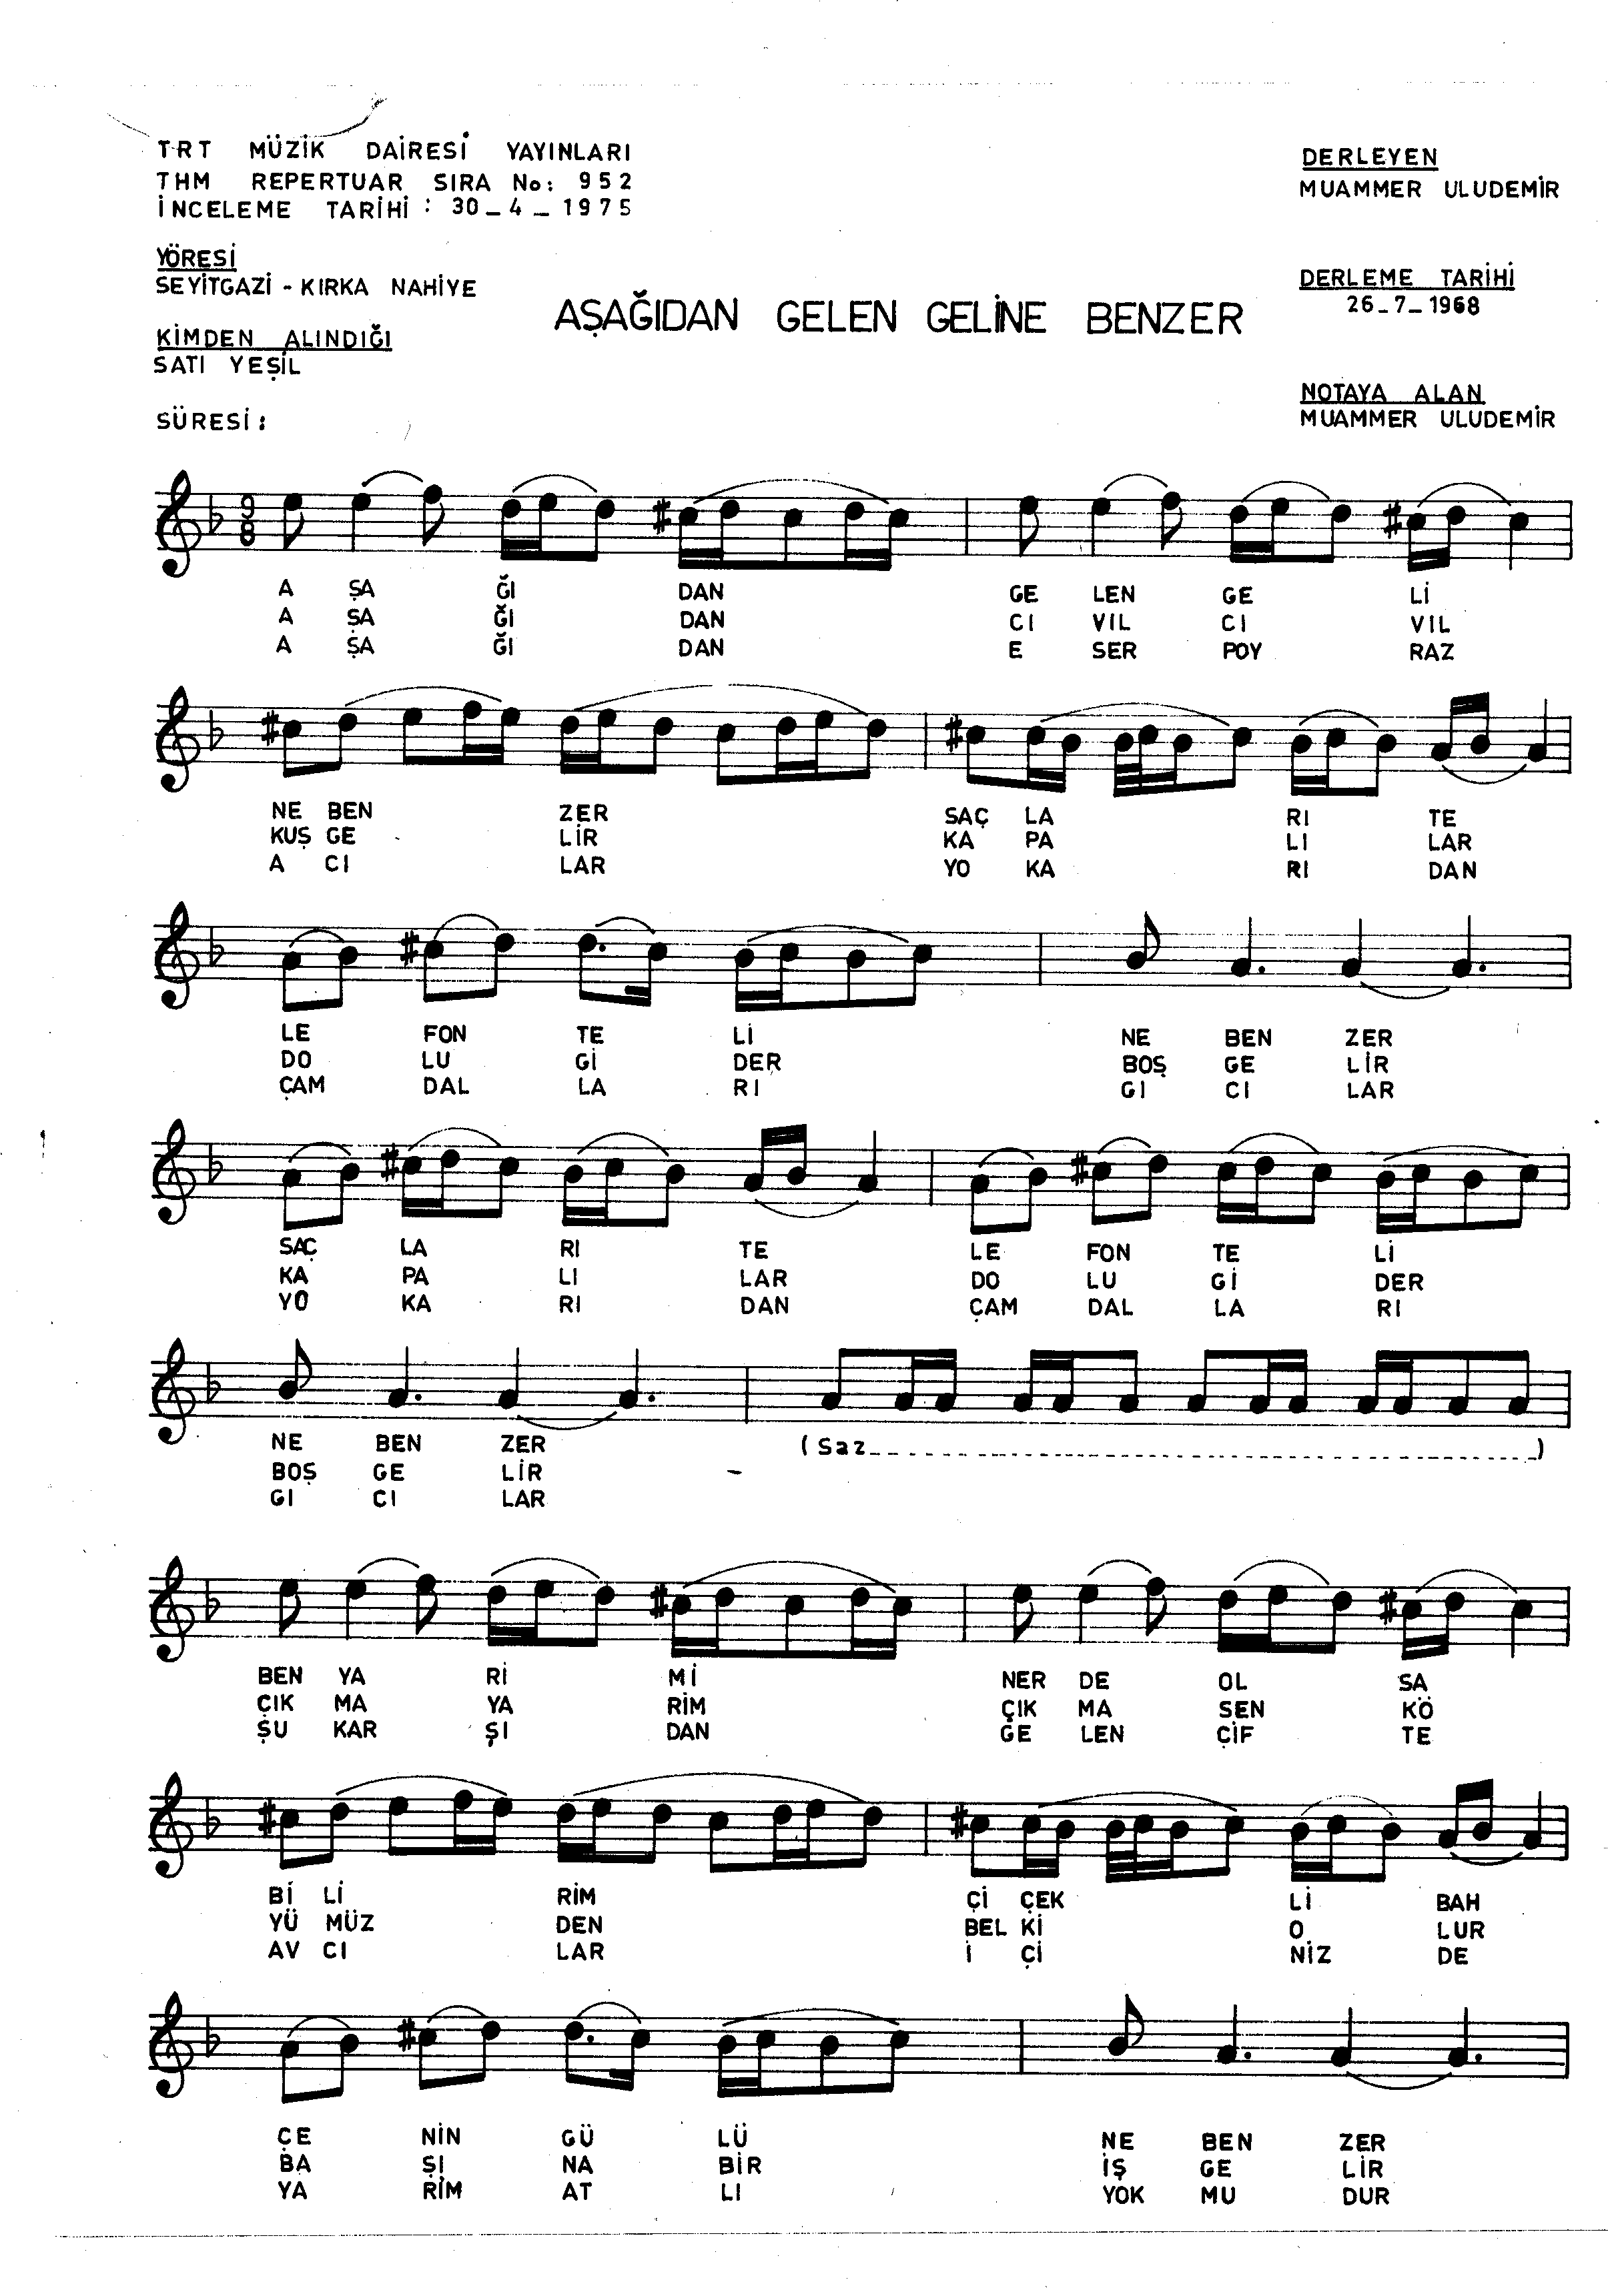 TRT MÜZİK DAİRESİ YAYINLARI
THM REPERTUAR SIRA No: 952
İNCELEME TARİHİ : 30_4_1975
DERLEYEN
MUAMMER ULUDEMİR
YÖRESİ
SEYİTGAZİ - KIRKA NAHİYE
DERLEME TARİHİ
26_7_1968
AŞAĞIDAN GELEN GELİNE BENZER
KİMDEN ALINDIĞI
SATI YEŞİL
NOTAYA ALAN
MUAMMER ULUDEMİR
SÜRESİ :
9
8
A ŞA ĞI DAN GE LEN GE Lİ
A SA ĞI DAN CI VIL CI VIL
A ŞA ĞI DAN E SER POY RAZ
NE BEN ZER SAÇ LA RI TE
KUŞ GE LİR KA PA LI LAR
A CI LAR YO KA RI DAN
LE FON TE Lİ NE BEN ZER
DO LU Gİ DER BOŞ GE LİR
ÇAM DAL LA RI GI CI LAR
SAÇ LA RI TE LE FON TE Lİ
KA PA LI LAR DO LU Gİ DER
YO KA RI DAN ÇAM DAL LA RI
NE BEN ZER (Saz_ _ _ _ _)
BOŞ GE LİR
GI CI LAR
BEN YA Rİ Mİ NER DE OL SA
ÇIK MA YA RİM ÇIK MA SEN KÖ
ŞU KAR ŞI DAN GE LEN ÇİF TE
Bİ Lİ RİM Çİ ÇEK Lİ BAH
YÜ MÜZ DEN BEL Kİ O LUR
AV CI LAR İ Çİ NİZ DE
ÇE NİN GÜ LÜ NE BEN ZER
BA ŞI NA BİR İŞ GE LİR
YA RİM AT LI YOK MU DUR